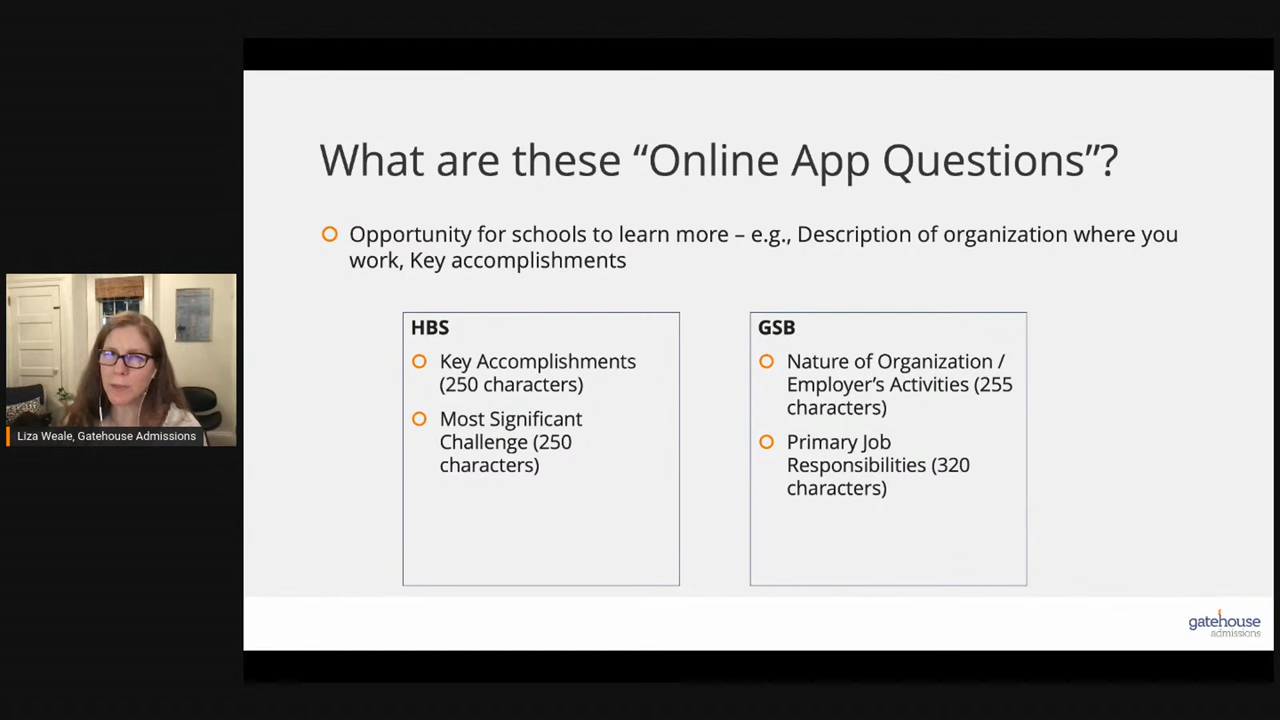 What are these “Online App Questions”?
Opportunity for schools to learn more – e.g., Description of organization where you
work, Key accomplishments
HBS
Key Accomplishments
(250 characters)
Most Significant
Challenge (250
characters)
GSB
Nature of Organization /
Employer’s Activities (255
characters)
Primary Job
Responsibilities (320
characters)
Liza Weale, Gatehouse Admissions
gatehouse
admissions